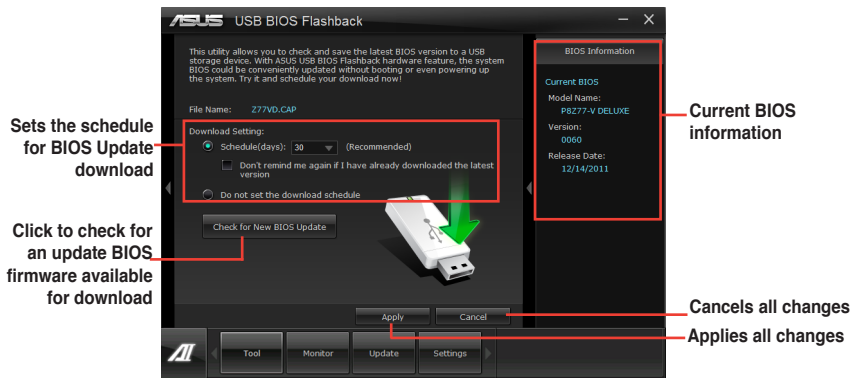 ASUS USB BIOS Flashback
This utility allows you to check and save the latest BIOS version to a USB
storage device. With ASUS USB BIOS Flashback hardware feature, the system
BIOS could be conveniently updated without booting or even powering up
the system. Try it and schedule your download now!
File Name: Z77VD.CAP
Download Setting:
Schedule(days): 30 (Recommended)
Don't remind me again if I have already downloaded the latest
version
Do not set the download schedule
Check for New BIOS Update
Apply Cancel
Tool Monitor Update Settings
BIOS Information
Current BIOS
Model Name:
P8Z77-V DELUXE
Version:
0060
Release Date:
12/14/2011
Sets the schedule
for BIOS Update
download
Click to check for
an update BIOS
firmware available
for download
Current BIOS
information
Cancels all changes
Applies all changes